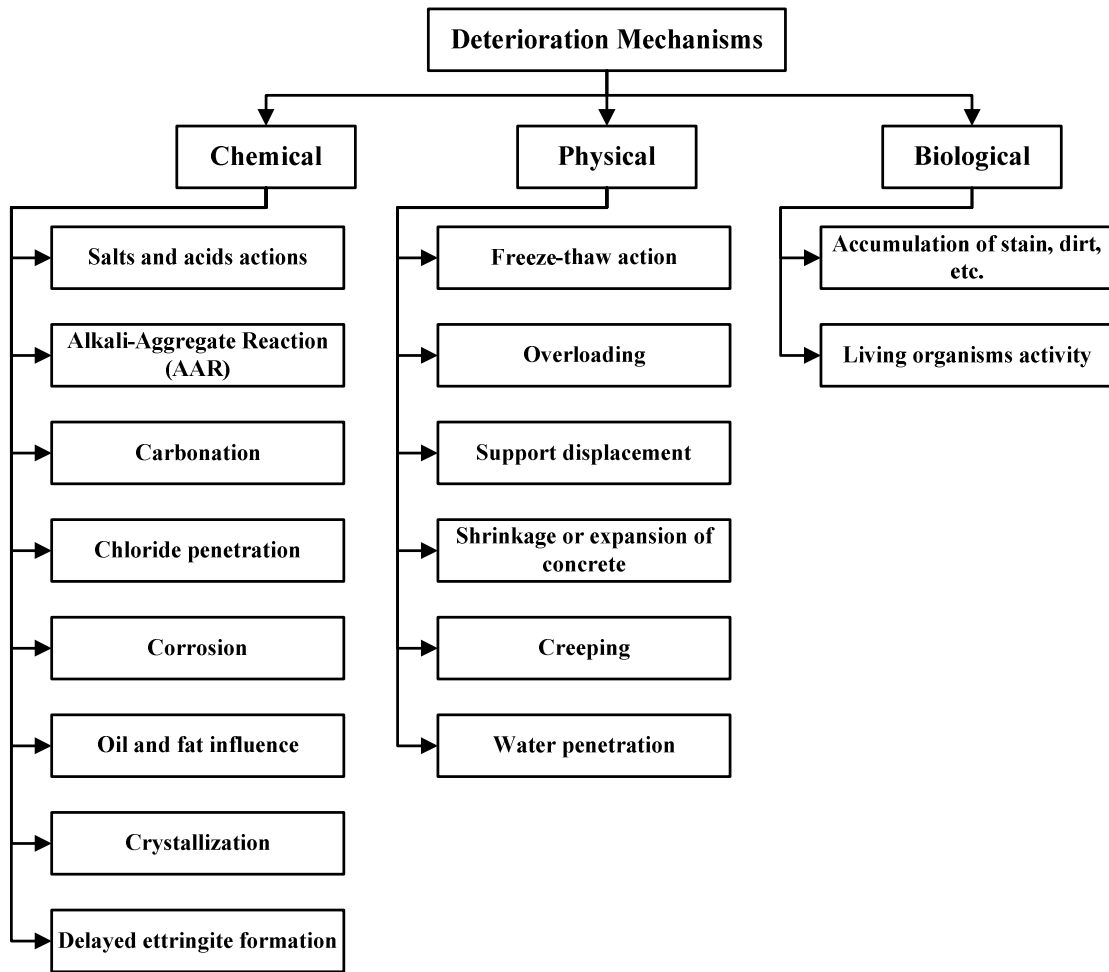 Deterioration Mechanisms
Chemical
Physical
Biological
Salts and acids actions
Alkali-Aggregate Reaction
(AAR)
Carbonation
Chloride penetration
Corrosion
Oil and fat influence
Crystallization
Delayed ettringite formation
Freeze-thaw action
Overloading
Support displacement
Shrinkage or expansion of
concrete
Creeping
Water penetration
Accumulation of stain, dirt,
etc.
Living organisms activity